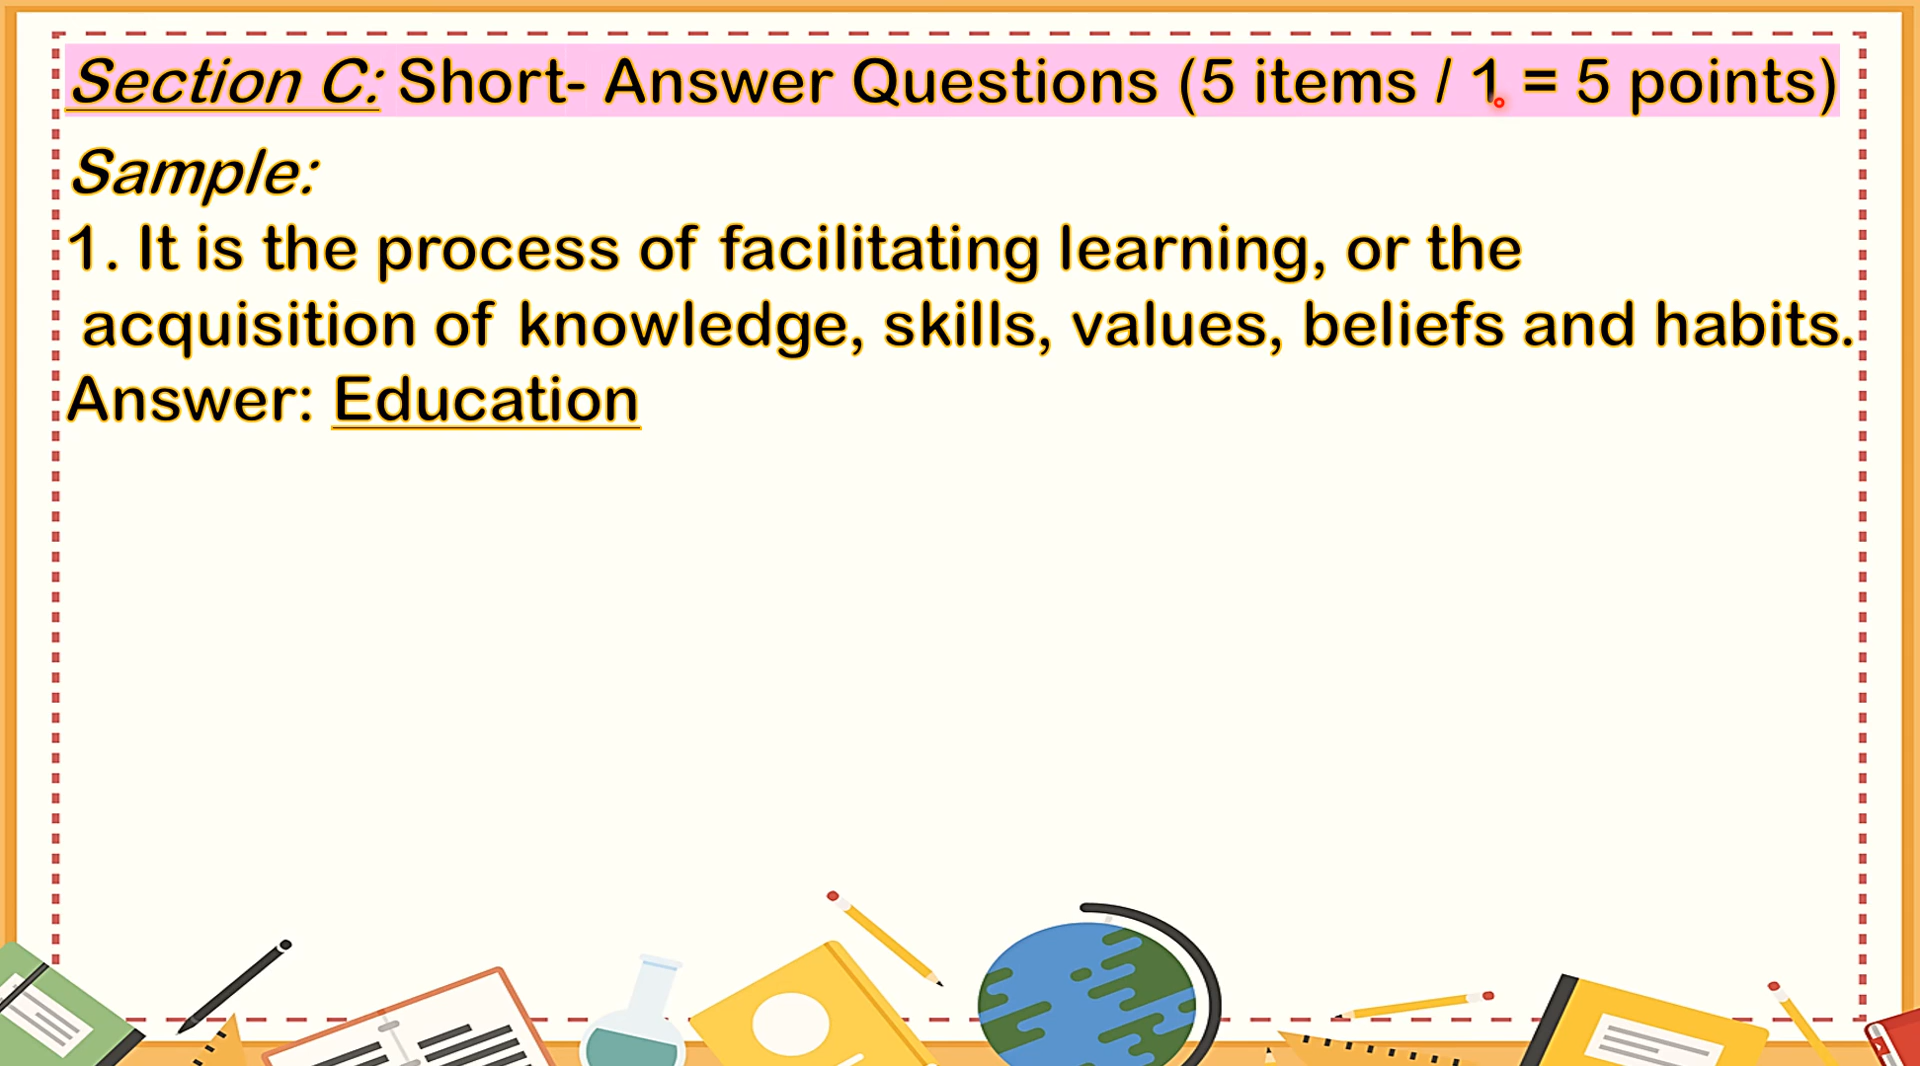 Section C: Short- Answer Questions (5 items / 1 = 5 points)
Sample:
1. It is the process of facilitating learning, or the
acquisition of knowledge, skills, values, beliefs and habits.
Answer: Education